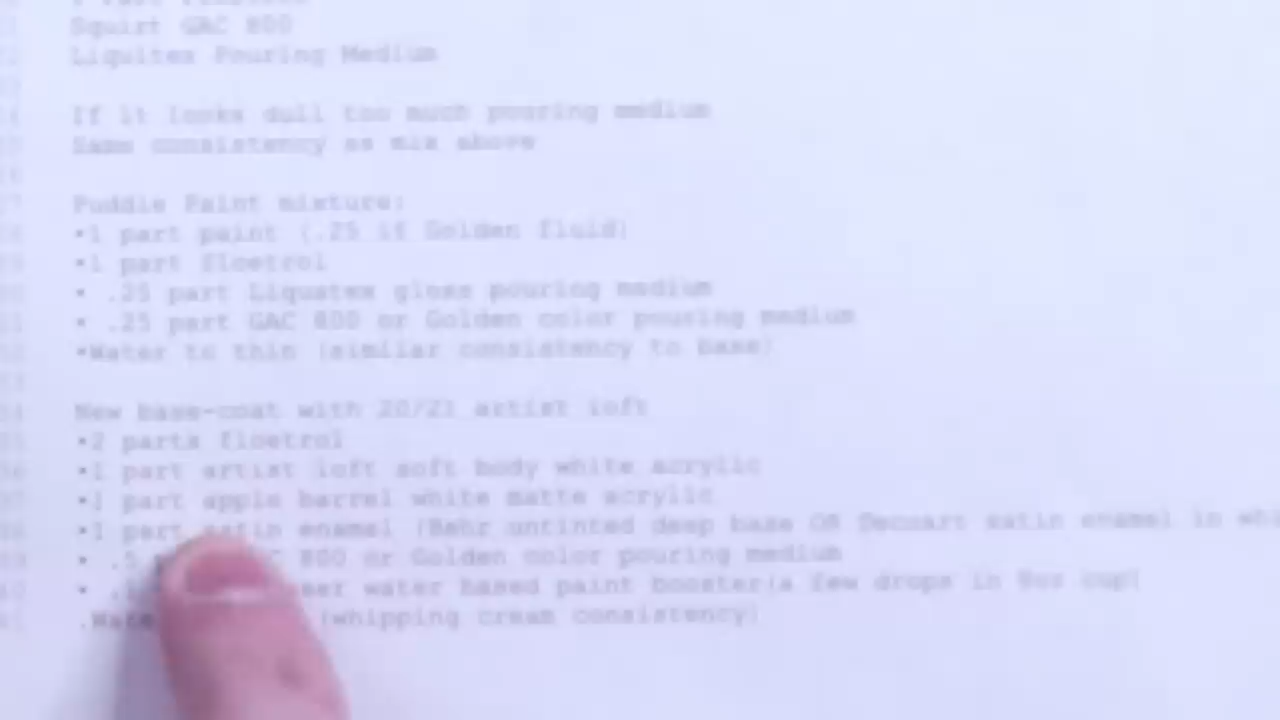 Squirt GAC 800
Liquitex Pouring Medium
If it looks dull too much pouring medium
Same consistency as mix above
Puddle Paint mixture:
•1 part paint (.25 if Golden fluid)
•1 part floetrol
• .25 part Liquatex gloss pouring medium
• .25 part GAC 800 or Golden color pouring medium
•Water to thin (similar consistency to base)
New base-coat with 20/21 artist loft
•2 parts floetrol
•1 part artist loft soft body white acrylic
•1 part apple barrel white matte acrylic
•1 part satin enamel (Behr untinted deep base OR Decoart satin enamel in
• .5 800 or Golden color pouring medium
• water based paint booster(a few drops in 9oz cup)
(whipping cream consistency)